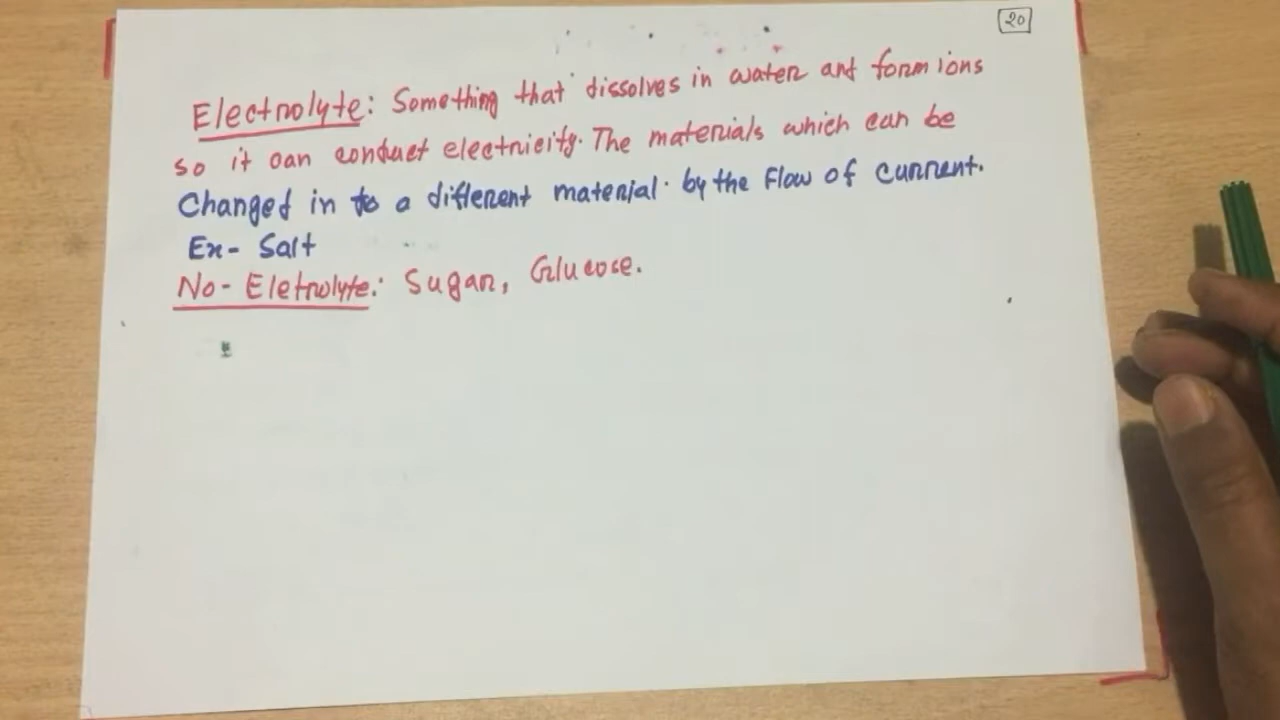 20
Electrolyte: Something that dissolves in water and form ions
so it can conduct electricity. The materials which can be
Changed in to a different material. by the Flow of current.
Ex- Salt
No- Eletrolyte: Sugar, Glucose.